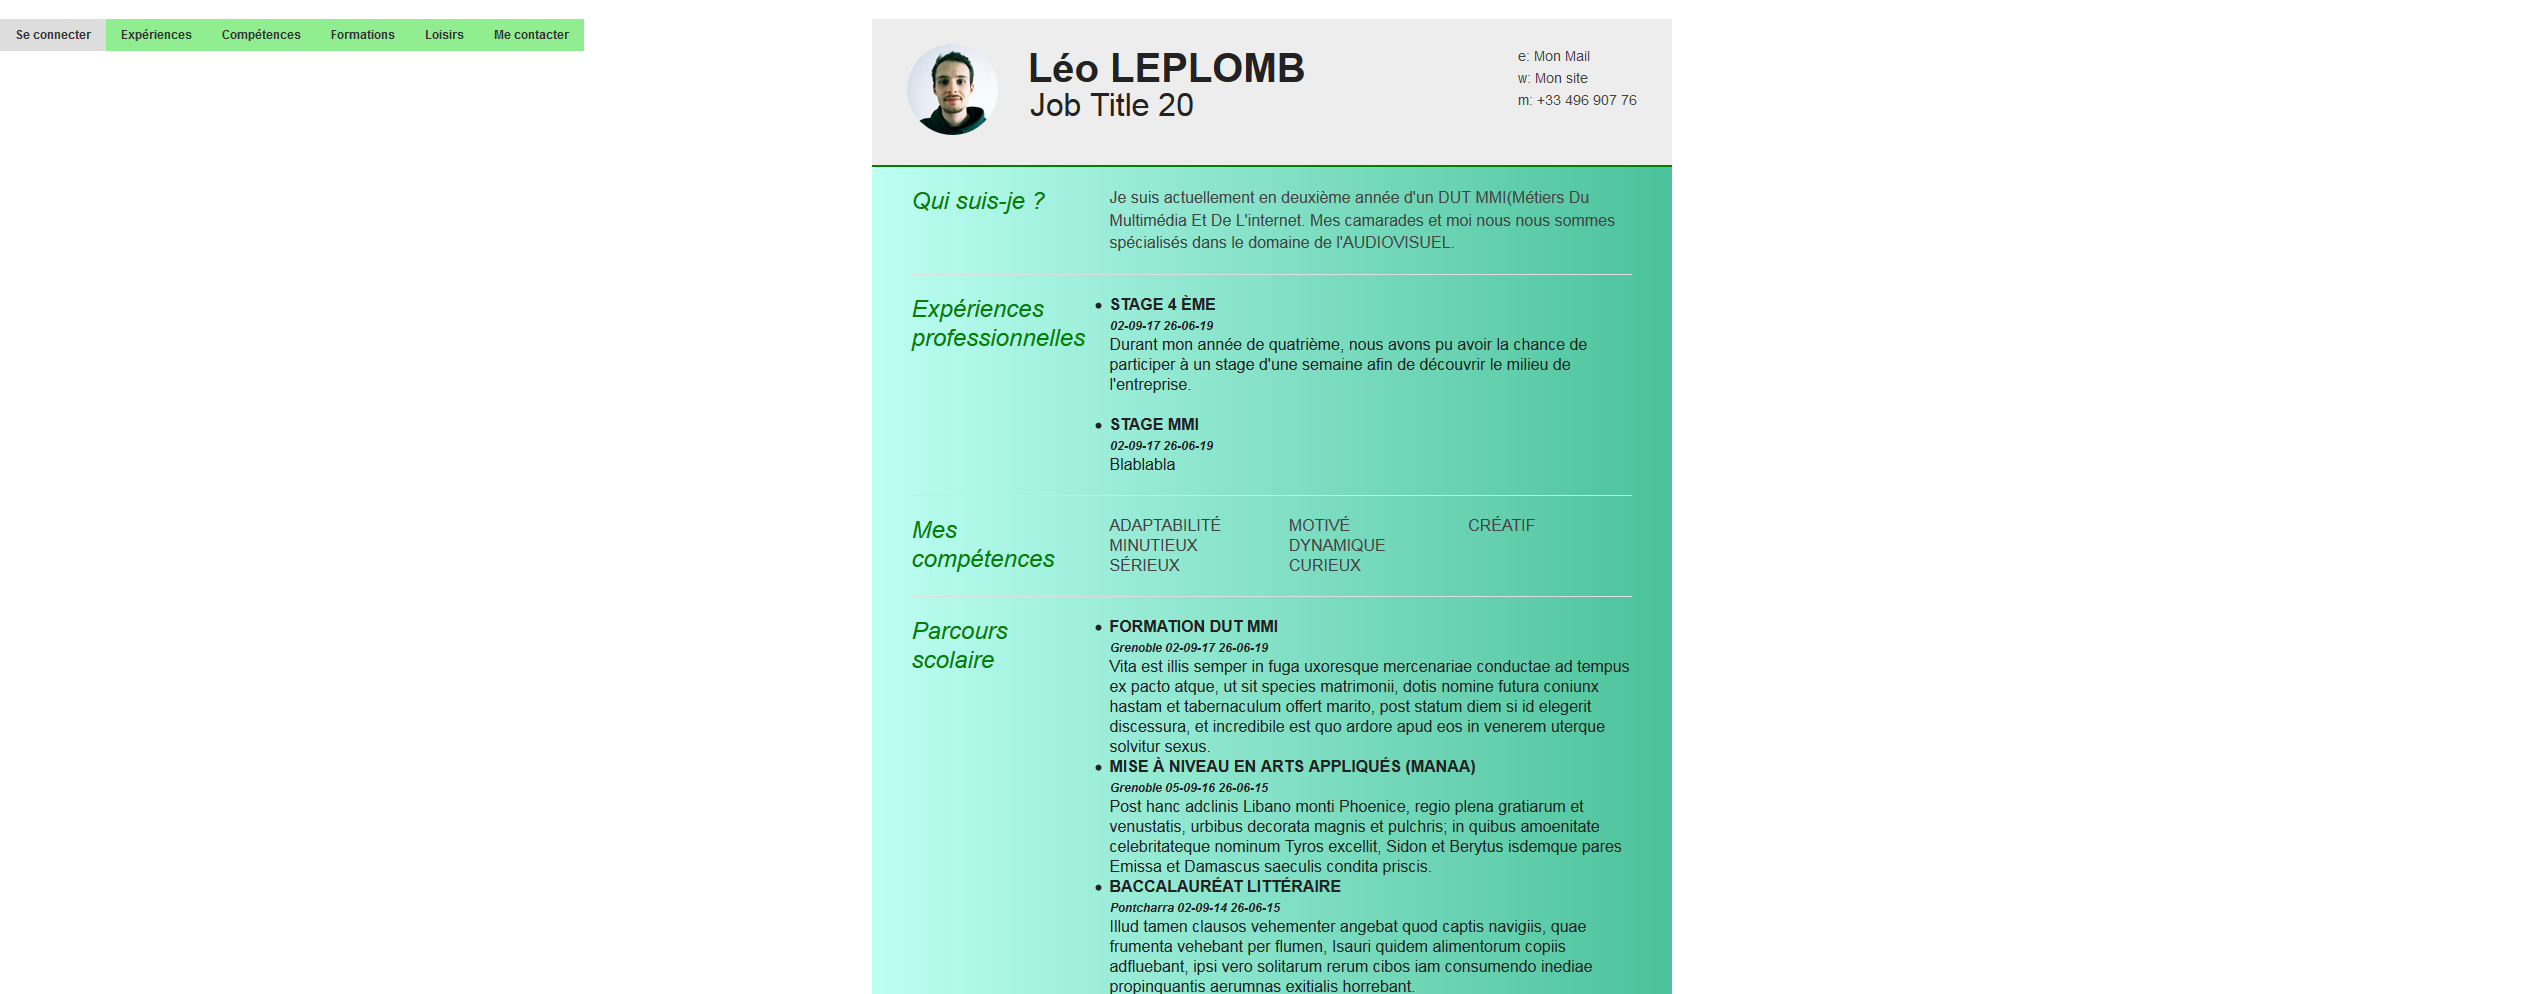 Se connecter Expériences Compétences Formations Loisirs Me contacter
Léo LEPLOMB
Job Title 20
e: Mon Mail
w: Mon site
m: +33 496 907 76
Qui suis-je ?
Je suis actuellement en deuxième année d'un DUT MMI(Métiers Du
Multimédia Et De L'internet. Mes camarades et moi nous nous sommes
spécialisés dans le domaine de l'AUDIOVISUEL.
Expériences
professionnelles
STAGE 4 ÈME
02-09-17 26-06-19
Durant mon année de quatrième, nous avons pu avoir la chance de
participer à un stage d'une semaine afin de découvrir le milieu de
l'entreprise.
STAGE MMI
02-09-17 26-06-19
Blablabla
Mes
compétences
ADAPTABILITÉ
MINUTIEUX
SÉRIEUX
MOTIVÉ
DYNAMIQUE
CURIEUX
CRÉATIF
Parcours
scolaire
FORMATION DUT MMI
Grenoble 02-09-17 26-06-19
Vita est illis semper in fuga uxoresque mercenariae conductae ad tempus
ex pacto atque, ut sit species matrimonii, dotis nomine futura coniunx
hastam et tabernaculum offert marito, post statum diem si id elegerit
discessura, et incredibile est quo ardore apud eos in venerem uterque
solvitur sexus.
MISE À NIVEAU EN ARTS APPLIQUÉS (MANAA)
Grenoble 05-09-16 26-06-15
Post hanc adclinis Libano monti Phoenice, regio plena gratiarum et
venustatis, urbibus decorata magnis et pulchris; in quibus amoenitate
celebritateque nominum Tyros excellit, Sidon et Berytus isdemque pares
Emissa et Damascus saeculis condita priscis.
BACCALAURÉAT LITTÉRAIRE
Pontcharra 02-09-14 26-06-15
Illud tamen clausos vehementer angebat quod captis navigiis, quae
frumenta vehebant per flumen, Isauri quidem alimentorum copiis
adfluebant, ipsi vero solitarum rerum cibos iam consumendo inediae
propinquantis aerumnas exitialis horrebant.